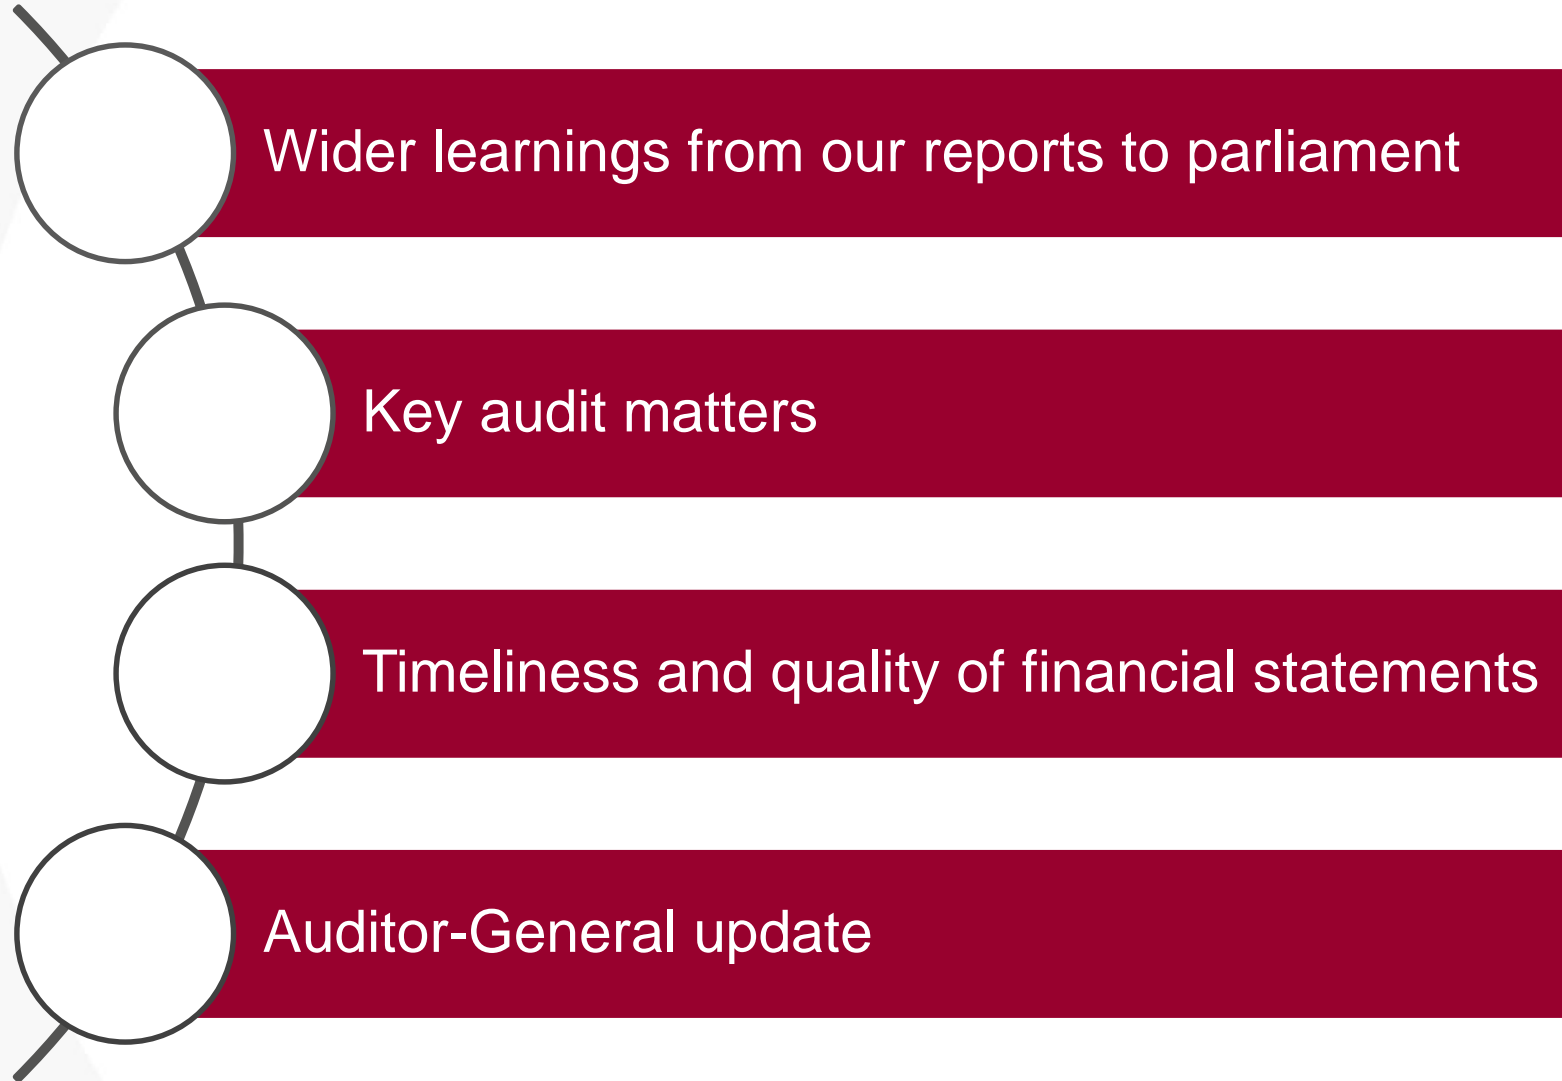 Wider learnings from our reports to parliament
Key audit matters
Timeliness and quality of financial statements
Auditor-General update